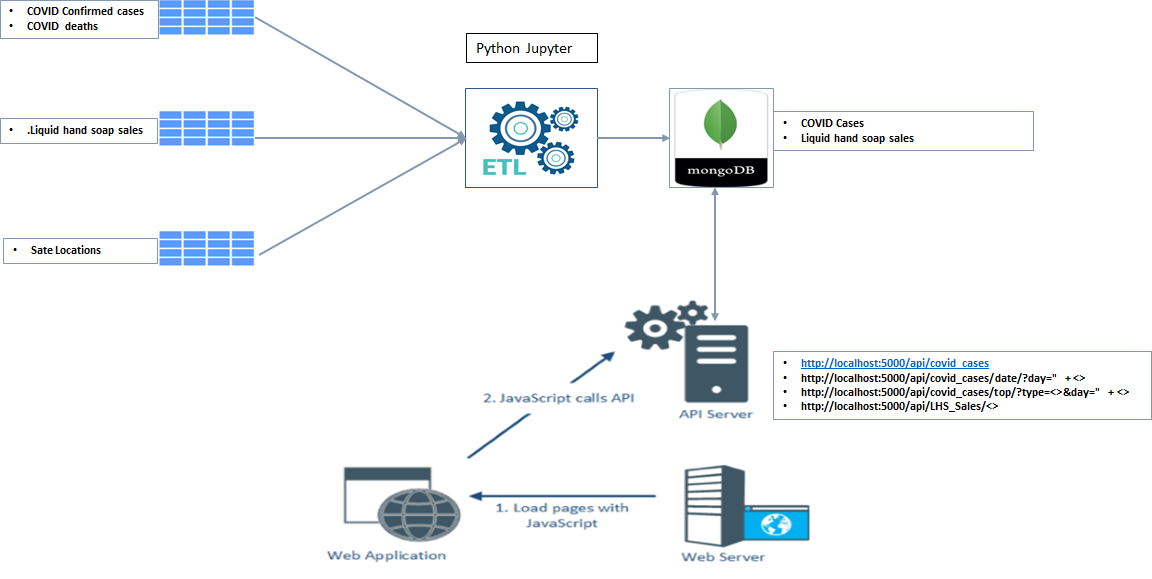 • COVID Confirmed cases
• COVID deaths
Python Jupyter
• .Liquid hand soap sales
ETL
mongoDB
• COVID Cases
• Liquid hand soap sales
• Sate Locations
• http://localhost:5000/api/covid_cases
• http://localhost:5000/api/covid_cases/date/?day=" + <>
• http://localhost:5000/api/covid_cases/top/?type=<>&day=" + <>
• http://localhost:5000/api/LHS_Sales/<>
2. JavaScript calls API
API Server
1. Load pages with
JavaScript
Web Application
Web Server